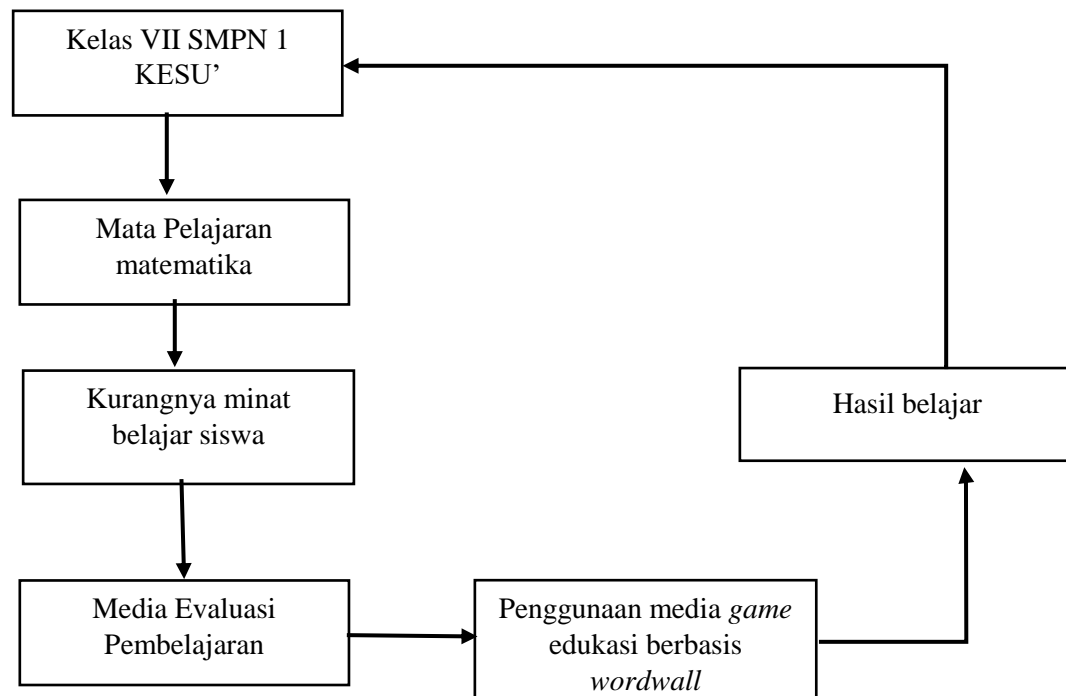 Kelas VII SMPN 1
KESU’
Mata Pelajaran
matematika
Kurangnya minat
belajar siswa
Media Evaluasi
Pembelajaran
Penggunaan media game
edukasi berbasis
wordwall
Hasil belajar